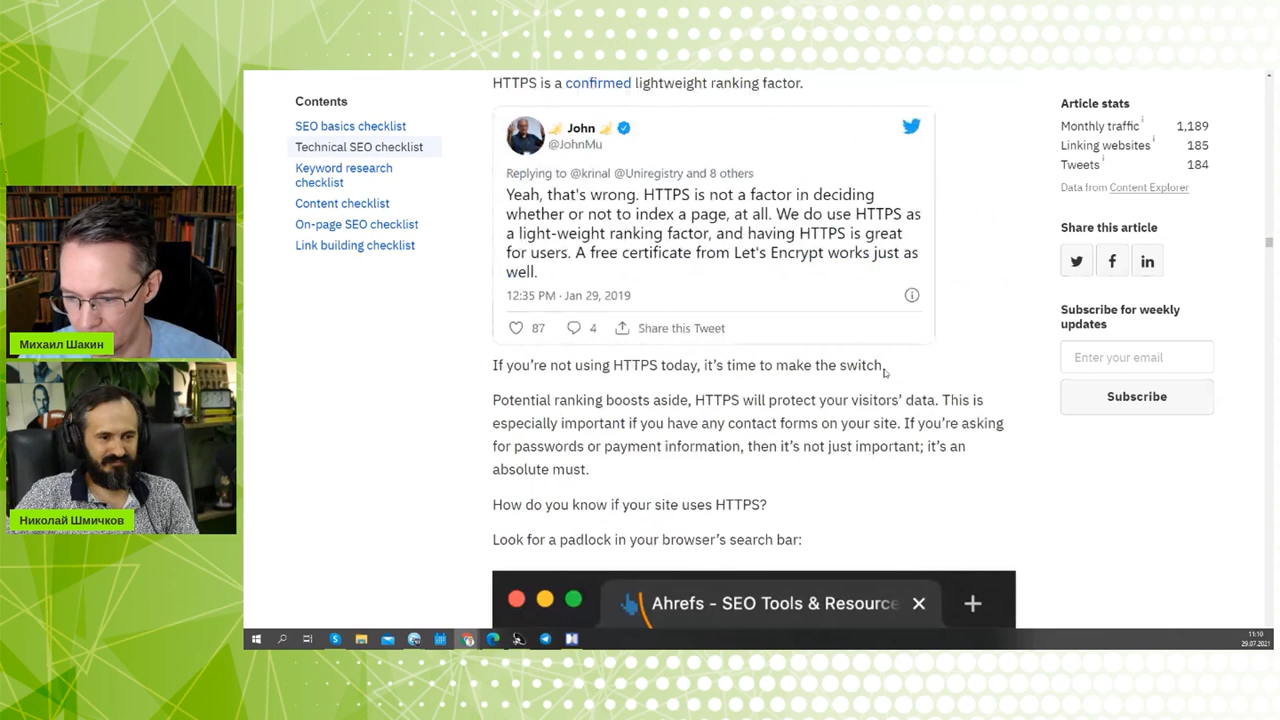 HTTPS is a confirmed lightweight ranking factor.
Contents
SEO basics checklist
Technical SEO checklist
Keyword research
checklist
Content checklist
On-page SEO checklist
Link building checklist
John
@JohnMu
Replying to @krinal @Uniregistry and 8 others
Yeah, that's wrong. HTTPS is not a factor in deciding
whether or not to index a page, at all. We do use HTTPS as
a light-weight ranking factor, and having HTTPS is great
for users. A free certificate from Let's Encrypt works just as
well.
12:35 PM · Jan 29, 2019
87 4 Share this Tweet
If you’re not using HTTPS today, it’s time to make the switch.
Potential ranking boosts aside, HTTPS will protect your visitors’ data. This is
especially important if you have any contact forms on your site. If you’re asking
for passwords or payment information, then it’s not just important; it’s an
absolute must.
How do you know if your site uses HTTPS?
Look for a padlock in your browser’s search bar:
Ahrefs - SEO Tools & Resource
Article stats
Monthly traffic 1,189
Linking websites 185
Tweets 184
Data from Content Explorer
Share this article
Subscribe for weekly
updates
Enter your email
Subscribe
Михаил Шакин
Николай Шмичков
11:10
29.07.2021